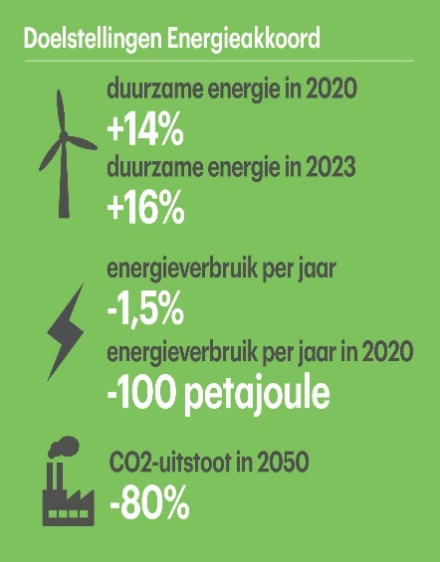 Doelstellingen Energieakkoord
duurzame energie in 2020
+14%
duurzame energie in 2023
+16%
energieverbruik per jaar
-1,5%
energieverbruik per jaar in 2020
-100 petajoule
CO2-uitstoot in 2050
-80%